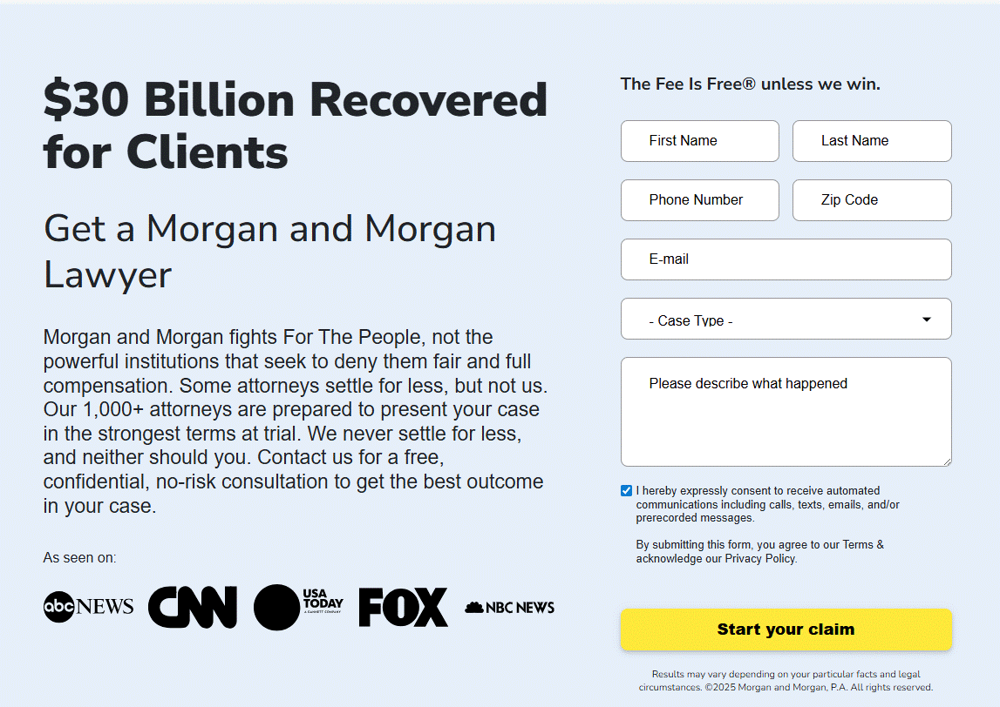 $30 Billion Recovered
for Clients
Get a Morgan and Morgan
Lawyer
Morgan and Morgan fights For The People, not the
powerful institutions that seek to deny them fair and full
compensation. Some attorneys settle for less, but not us.
Our 1,000+ attorneys are prepared to present your case
in the strongest terms at trial. We never settle for less,
and neither should you. Contact us for a free,
confidential, no-risk consultation to get the best outcome
in your case.
As seen on:
abc NEWS
CNN
USA
TODAY
A GANNETT COMPANY
FOX
NBC NEWS
The Fee Is Free® unless we win.
First Name
Last Name
Phone Number
Zip Code
E-mail
- Case Type -
Please describe what happened
I hereby expressly consent to receive automated
communications including calls, texts, emails, and/or
prerecorded messages.
By submitting this form, you agree to our Terms &
acknowledge our Privacy Policy.
Start your claim
Results may vary depending on your particular facts and legal
circumstances. ©2025 Morgan and Morgan, P.A. All rights reserved.